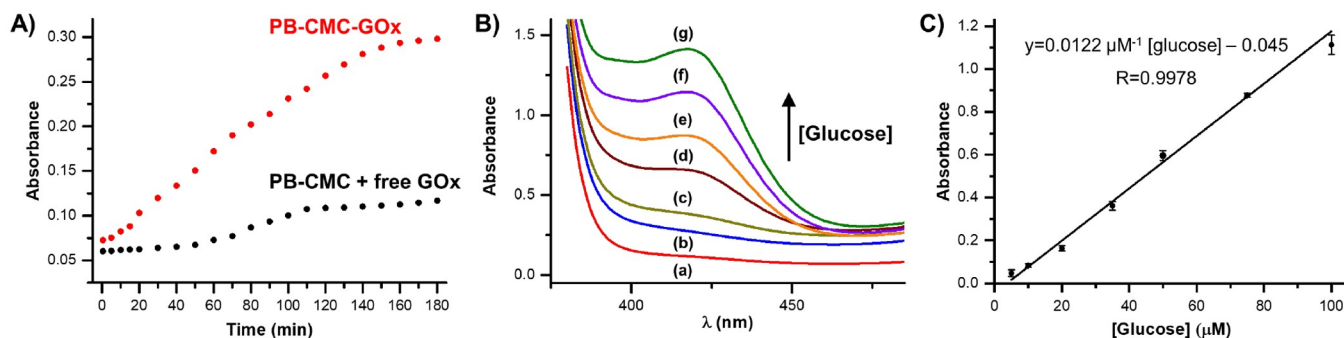 A)
PB-CMC-GOx
PB-CMC + free GOx
Absorbance
0.30
0.25
0.20
0.15
0.10
0.05
0 20 40 60 80 100 120 140 160 180
Time (min)
B)
(g)
(f)
(e)
(d)
(c)
(b)
(a)
[Glucose]
Absorbance
1.5
1.0
0.5
0.0
400 450
λ (nm)
C)
y=0.0122 μM⁻¹ [glucose] – 0.045
R=0.9978
Absorbance
1.2
1.0
0.8
0.6
0.4
0.2
0.0
0 20 40 60 80 100
[Glucose] (μM)